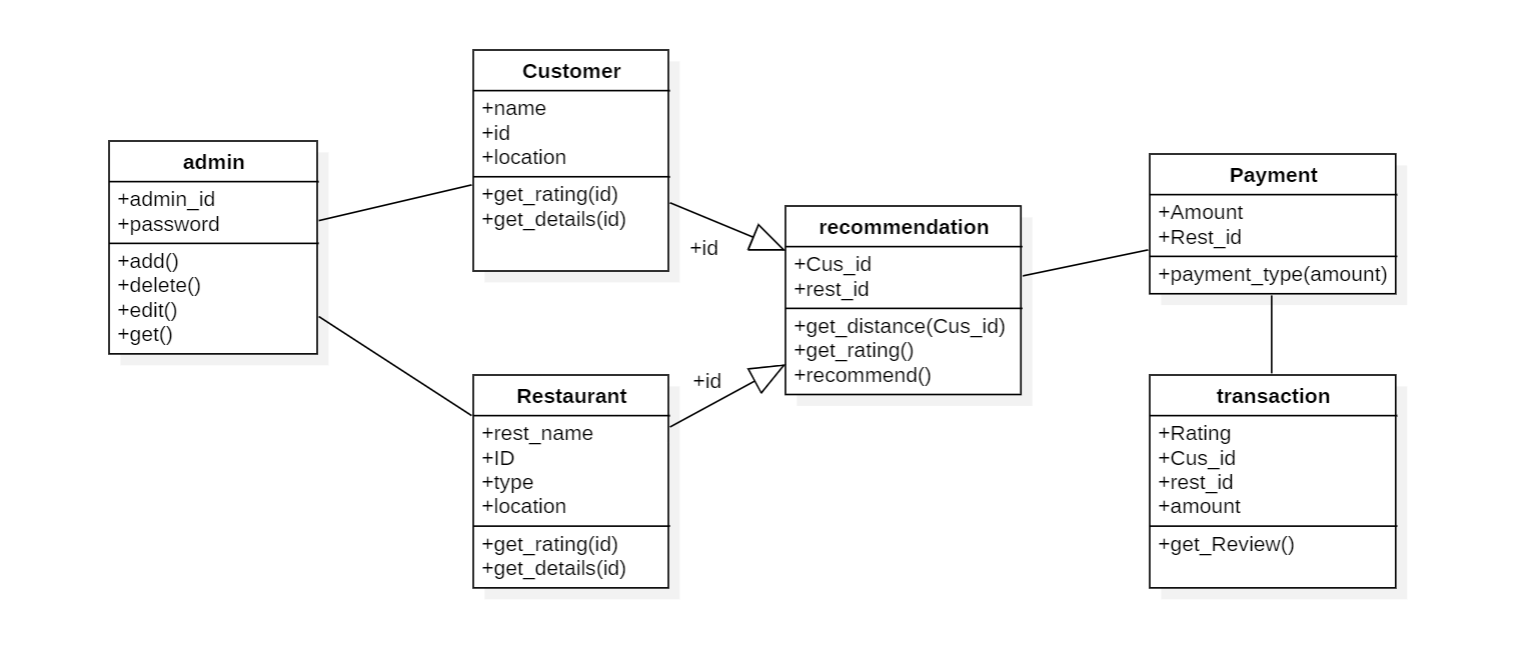 admin
+admin_id
+password
+add()
+delete()
+edit()
+get()
Customer
+name
+id
+location
+get_rating(id)
+get_details(id)
+id
Restaurant
+rest_name
+ID
+type
+location
+get_rating(id)
+get_details(id)
+id
recommendation
+Cus_id
+rest_id
+get_distance(Cus_id)
+get_rating()
+recommend()
Payment
+Amount
+Rest_id
+payment_type(amount)
transaction
+Rating
+Cus_id
+rest_id
+amount
+get_Review()